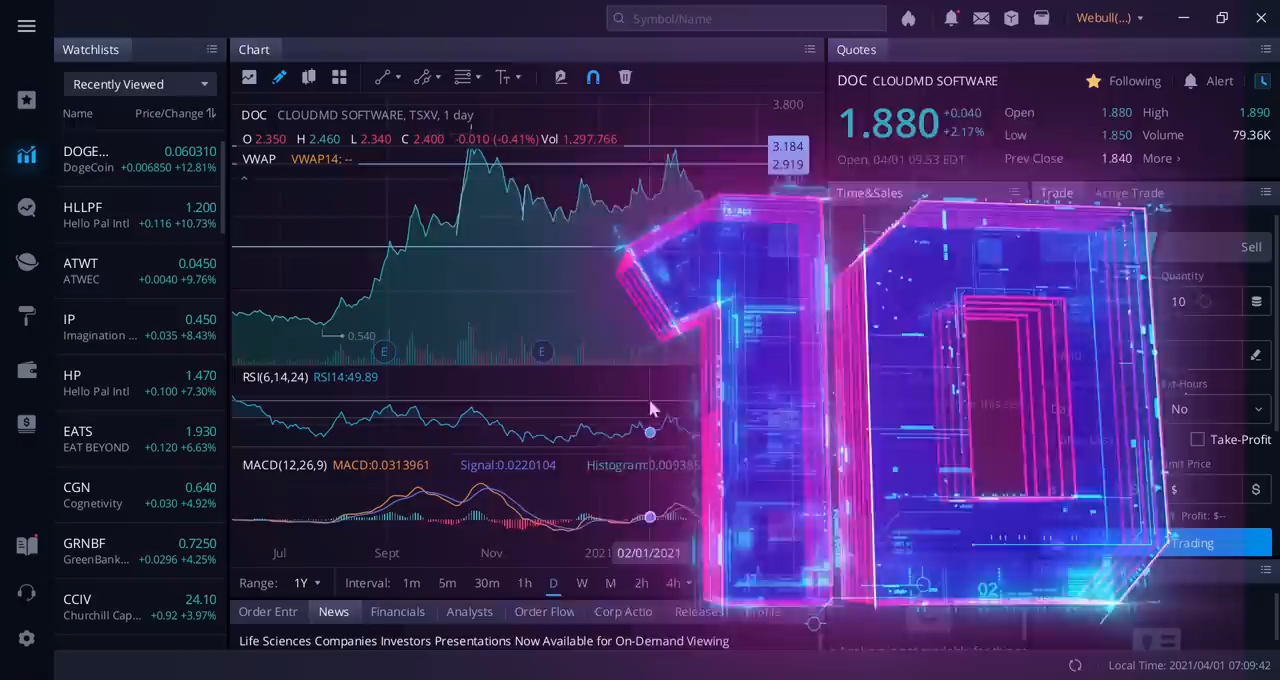 Symbol/Name
Webull(...)
Watchlists
Recently Viewed
Name Price/Change
DOGE... 0.060310
DogeCoin +0.006850 +12.81%
HLLPF 1.200
Hello Pal Intl +0.116 +10.73%
ATWT 0.0450
ATWEC +0.0040 +9.76%
IP 0.450
Imagination ... +0.035 +8.43%
HP 1.470
Hello Pal Intl +0.100 +7.30%
EATS 1.930
EAT BEYOND +0.120 +6.63%
CGN 0.640
Cognetivity +0.030 +4.92%
GRNBF 0.7250
GreenBank... +0.0296 +4.25%
CCIV 24.10
Churchill Cap... +0.92 +3.97%
Chart
DOC CLOUDMD SOFTWARE, TSXV, 1 day
O 2.350 H 2.460 L 2.340 C 2.400 -0.010 (-0.41%) Vol 1,297,766
VWAP VWAP14: --
3.800
3.184
2.919
0.540
E E
RSI(6,14,24) RSI14:49.89
MACD(12,26,9) MACD:0.0313961 Signal:0.0220104 Histogram:0.009385
Jul Sept Nov 2021 02/01/2021
Range: 1Y Interval: 1m 5m 30m 1h D W M 2h 4h
Order Entr News Financials Analysts Order Flow Corp Actio Releases Profile
Life Sciences Companies Investors Presentations Now Available for On-Demand Viewing
Quotes
DOC CLOUDMD SOFTWARE Following Alert
1.880 +0.040
+2.17%
Open 1.880 High 1.890
Low 1.850 Volume 79.36K
Prev Close 1.840 More
Open, 04/01 09:53 EDT
Time&Sales Trade Active Trade
Sell
Quantity
10
No
Take-Profit
$ $
Profit: $--
Trading
10
02
Local Time: 2021/04/01 07:09:42